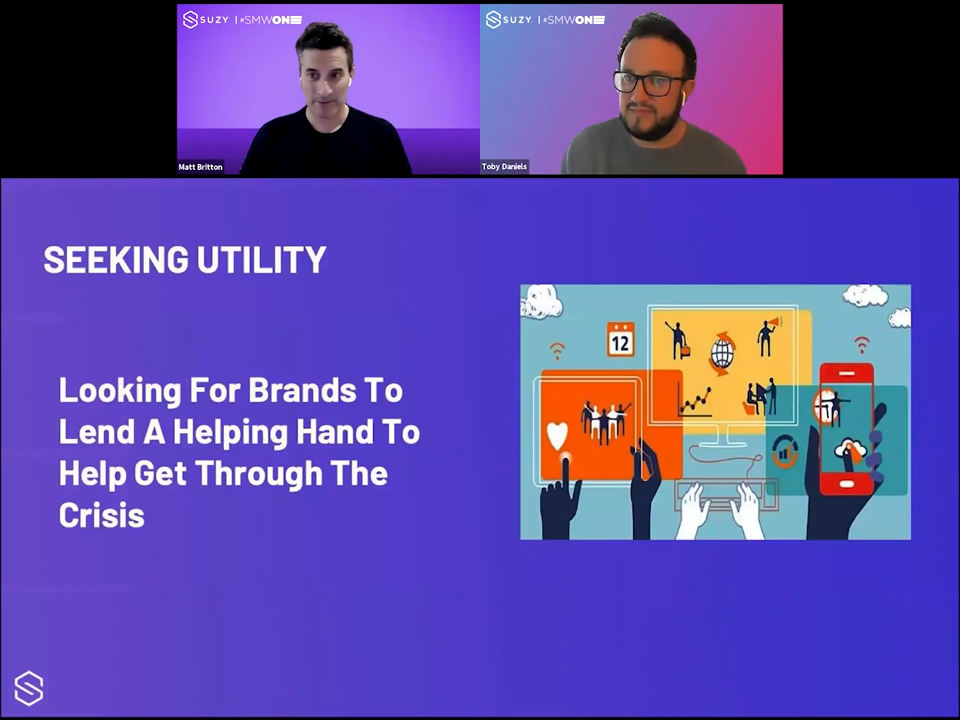 SUZY | #SMWONE
SUZY | #SMWONE
Matt Britton
Toby Daniels
SEEKING UTILITY
Looking For Brands To
Lend A Helping Hand To
Help Get Through The
Crisis
12